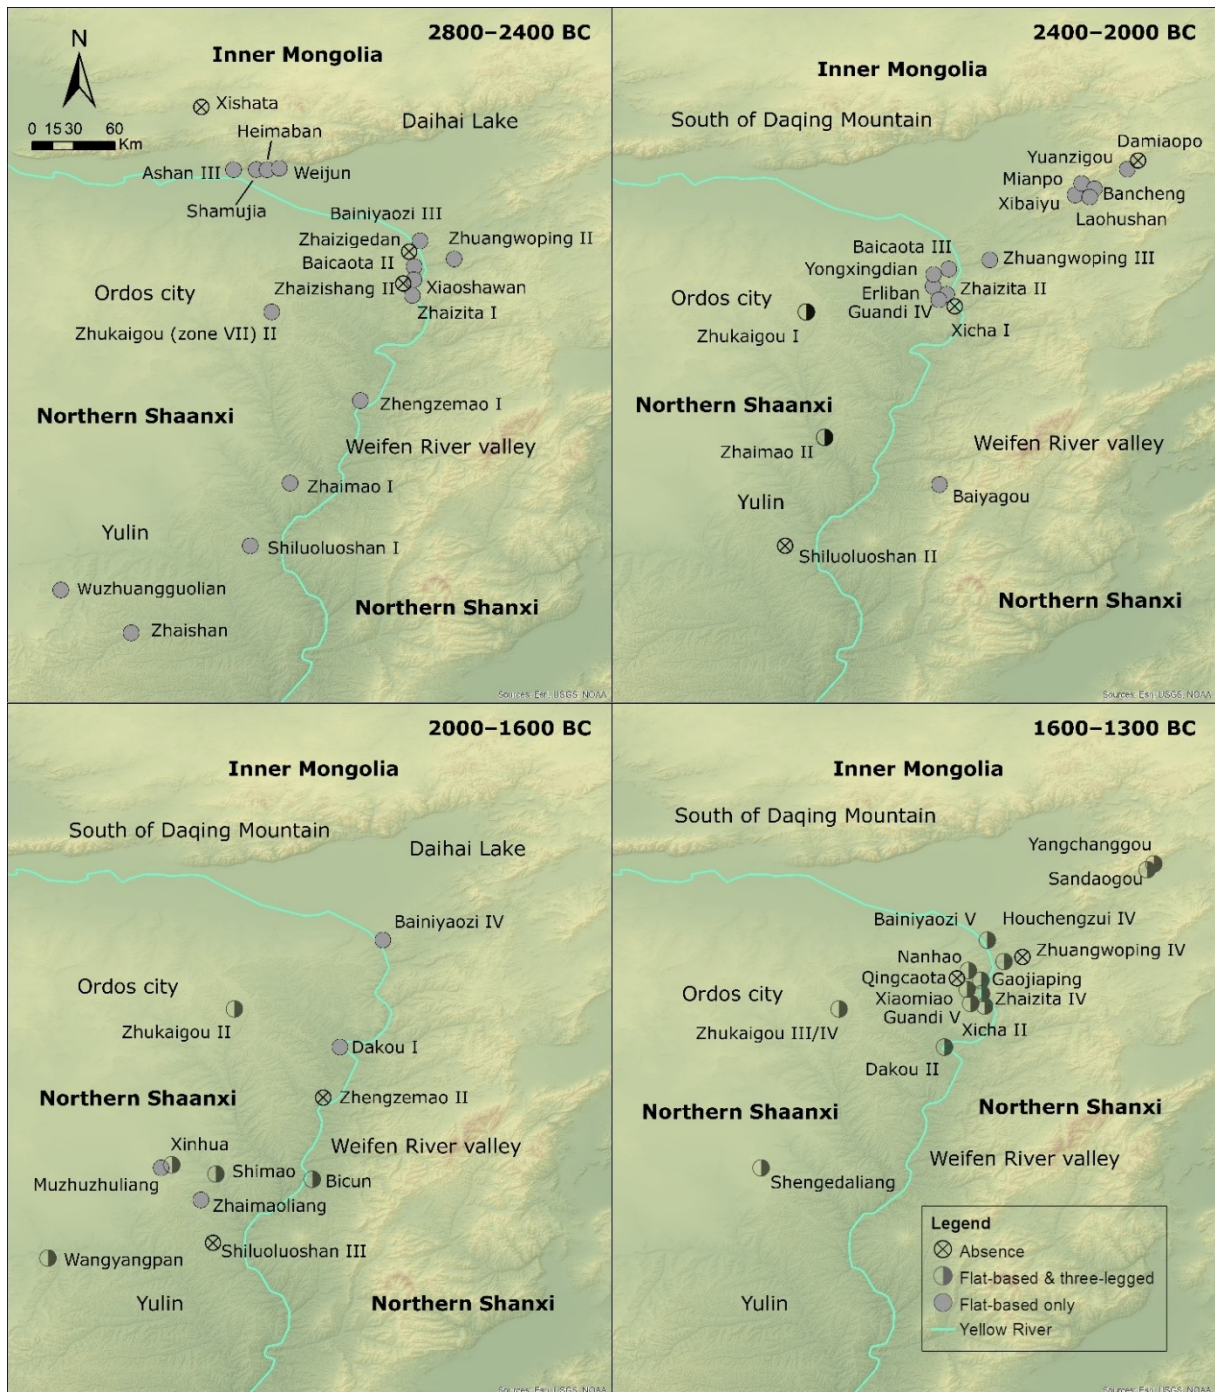 2800–2400 BC
N
Inner Mongolia
Xishata
0 15 30 60
Km
Heimaban
Daihai Lake
Ashan III
Weijun
Shamujia
Bainiyaozi III
Zhaizigedan
Zhuangwoping II
Baicaota II
Zhaizishang II
Xiaoshawan
Ordos city
Zhaizita I
Zhukaigou (zone VII) II
Zhengzemao I
Northern Shaanxi
Weifen River valley
Zhaimao I
Yulin
Shiluoluoshan I
Wuzhuangguolian
Northern Shanxi
Zhaishan
Sources: Esri, USGS, NOAA
2400–2000 BC
Inner Mongolia
South of Daqing Mountain
Damiaopo
Yuanzigou
Mianpo
Bancheng
Xibaiyu
Laohushan
Baicaota III
Zhuangwoping III
Yongxingdian
Zhaizita II
Ordos city
Erliban
Guandi IV
Xicha I
Zhukaigou I
Northern Shaanxi
Zhaimao II
Weifen River valley
Yulin
Baiyagou
Shiluoluoshan II
Northern Shanxi
Sources: Esri, USGS, NOAA
2000–1600 BC
Inner Mongolia
South of Daqing Mountain
Daihai Lake
Bainiyaozi IV
Ordos city
Zhukaigou II
Dakou I
Northern Shaanxi
Zhengzemao II
Xinhua
Weifen River valley
Shimao
Muzhuzhuliang
Bicun
Zhaimaoliang
Shiluoluoshan III
Wangyangpan
Yulin
Northern Shanxi
Sources: Esri, USGS, NOAA
1600–1300 BC
Inner Mongolia
South of Daqing Mountain
Yangchanggou
Sandaogou
Bainiyaozi V
Houchengzui IV
Nanhao
Zhuangwoping IV
Qingcaota
Gaojiaping
Ordos city
Xiaomiao
Zhaizita IV
Guandi V
Zhukaigou III/IV
Xicha II
Dakou II
Northern Shaanxi
Northern Shanxi
Weifen River valley
Shengedaliang
Yulin
Legend
Absence
Flat-based & three-legged
Flat-based only
Yellow River
Sources: Esri, USGS, NOAA